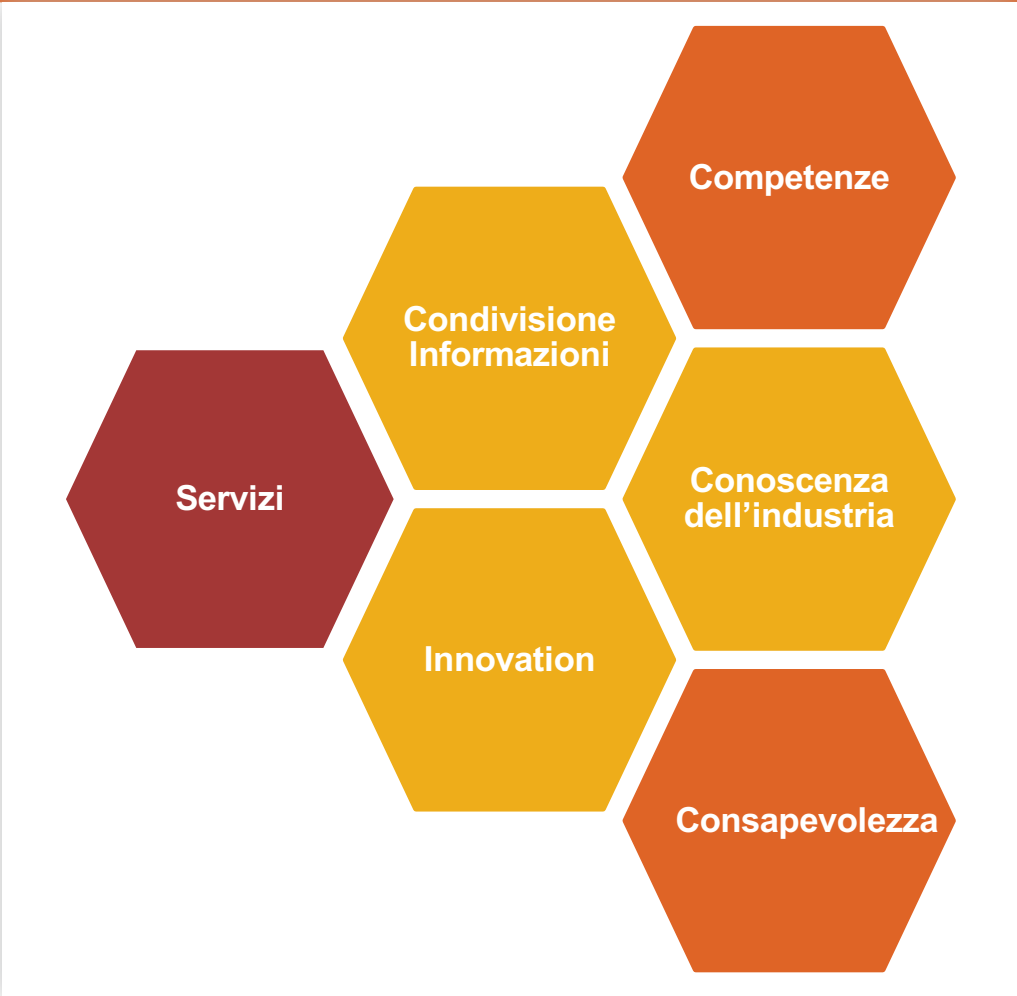 Competenze
Condivisione
Informazioni
Servizi
Conoscenza
dell’industria
Innovation
Consapevolezza